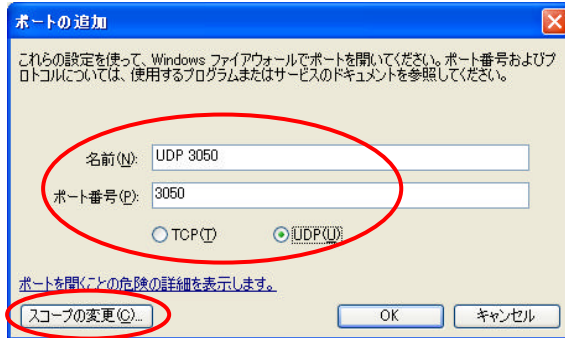 ポートの追加
これらの設定を使って、Windows ファイアウォールでポートを開いてください。ポート番号およびプ
ロトコルについては、使用するプログラムまたはサービスのドキュメントを参照してください。
名前(N): UDP 3050
ポート番号(P): 3050
TCP(T) UDP(U)
ポートを開くことの危険の詳細を表示します。
スコープの変更(C)... OK キャンセル